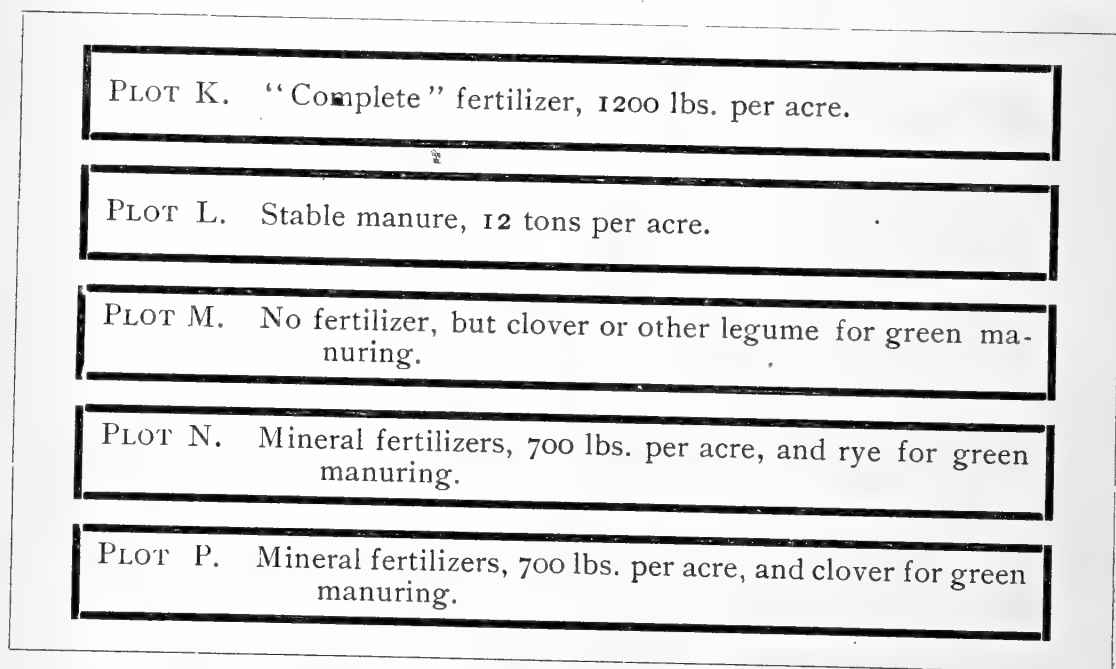 PLOT K. “Complete” fertilizer, 1200 lbs. per acre.
PLOT L. Stable manure, 12 tons per acre.
PLOT M. No fertilizer, but clover or other legume for green ma-
nuring.
PLOT N. Mineral fertilizers, 700 lbs. per acre, and rye for green
manuring.
PLOT P. Mineral fertilizers, 700 lbs. per acre, and clover for green
manuring.